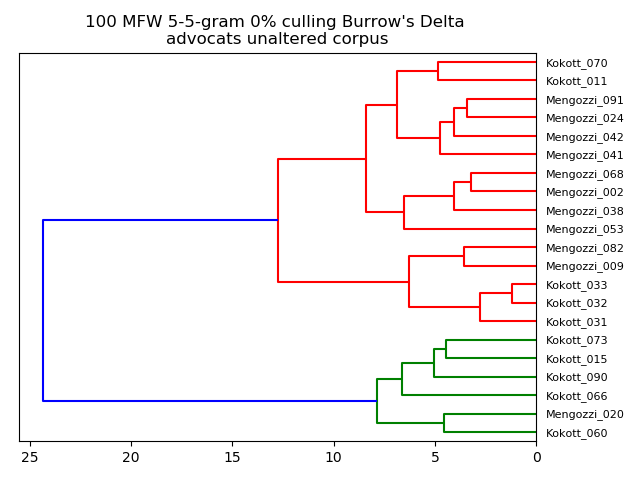 100 MFW 5-5-gram 0% culling Burrow's Delta
advocats unaltered corpus
Kokott_070
Kokott_011
Mengozzi_091
Mengozzi_024
Mengozzi_042
Mengozzi_041
Mengozzi_068
Mengozzi_002
Mengozzi_038
Mengozzi_053
Mengozzi_082
Mengozzi_009
Kokott_033
Kokott_032
Kokott_031
Kokott_073
Kokott_015
Kokott_090
Kokott_066
Mengozzi_020
Kokott_060
25 20 15 10 5 0